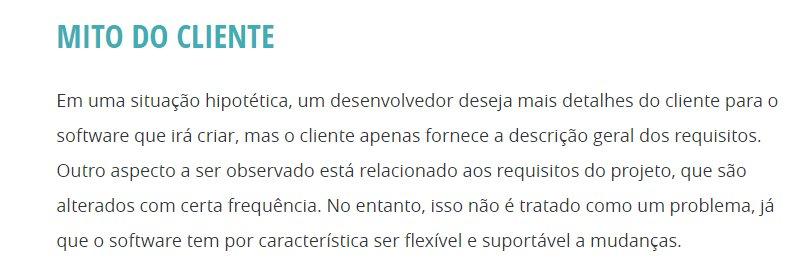 MITO DO CLIENTE
Em uma situação hipotética, um desenvolvedor deseja mais detalhes do cliente para o
software que irá criar, mas o cliente apenas fornece a descrição geral dos requisitos.
Outro aspecto a ser observado está relacionado aos requisitos do projeto, que são
alterados com certa frequência. No entanto, isso não é tratado como um problema, já
que o software tem por característica ser flexível e suportável a mudanças.